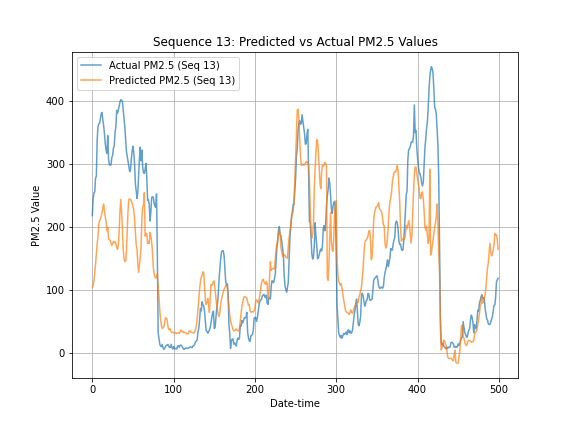 Sequence 13: Predicted vs Actual PM2.5 Values
Actual PM2.5 (Seq 13)
Predicted PM2.5 (Seq 13)
400
300
200
100
0
PM2.5 Value
0 100 200 300 400 500
Date-time